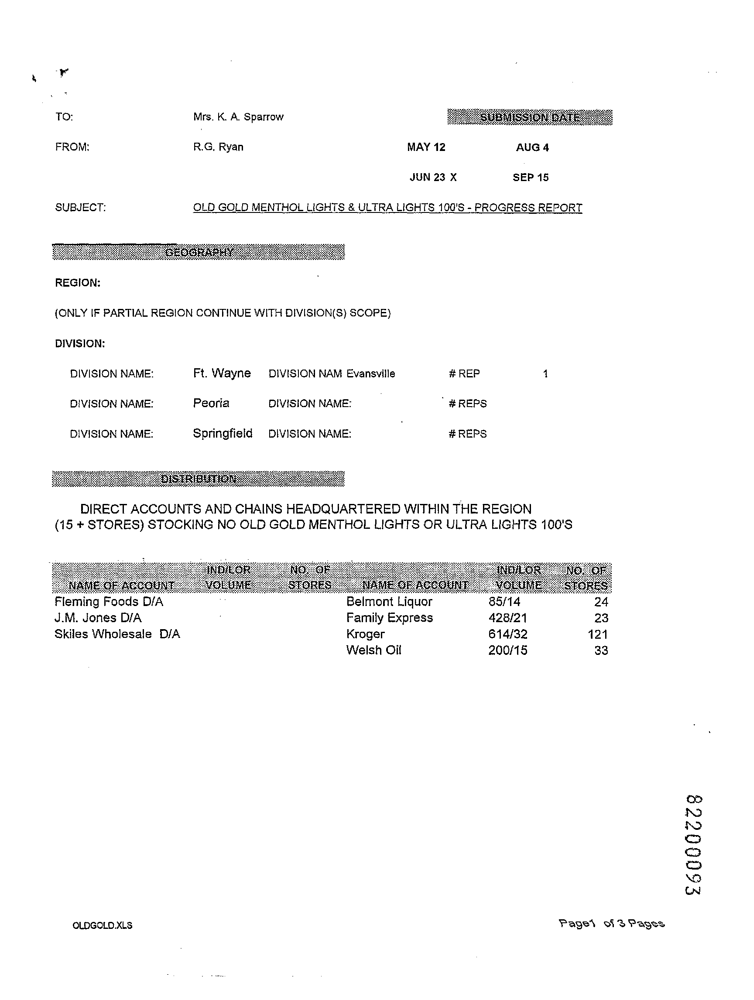 TO: Mrs. K. A. Sparrow SUBMISSION DATE
FROM: R.G. Ryan MAY 12 AUG 4
JUN 23 X SEP 15
SUBJECT: OLD GOLD MENTHOL LIGHTS & ULTRA LIGHTS 100'S - PROGRESS REPORT
GEOGRAPHY
REGION:
(ONLY IF PARTIAL REGION CONTINUE WITH DIVISION(S) SCOPE)
DIVISION:
DIVISION NAME: Ft. Wayne DIVISION NAM Evansville # REP 1
DIVISION NAME: Peoria DIVISION NAME: # REPS
DIVISION NAME: Springfield DIVISION NAME: # REPS
DISTRIBUTION
DIRECT ACCOUNTS AND CHAINS HEADQUARTERED WITHIN THE REGION
(15 + STORES) STOCKING NO OLD GOLD MENTHOL LIGHTS OR ULTRA LIGHTS 100'S
IND/LOR NO. OF IND/LOR NO. OF
NAME OF ACCOUNT VOLUME STORES NAME OF ACCOUNT VOLUME STORES
Fleming Foods D/A Belmont Liquor 85/14 24
J.M. Jones D/A Family Express 428/21 23
Skiles Wholesale D/A Kroger 614/32 121
Welsh Oil 200/15 33
82200093
OLDGOLD.XLS Page1 of 3 Pages